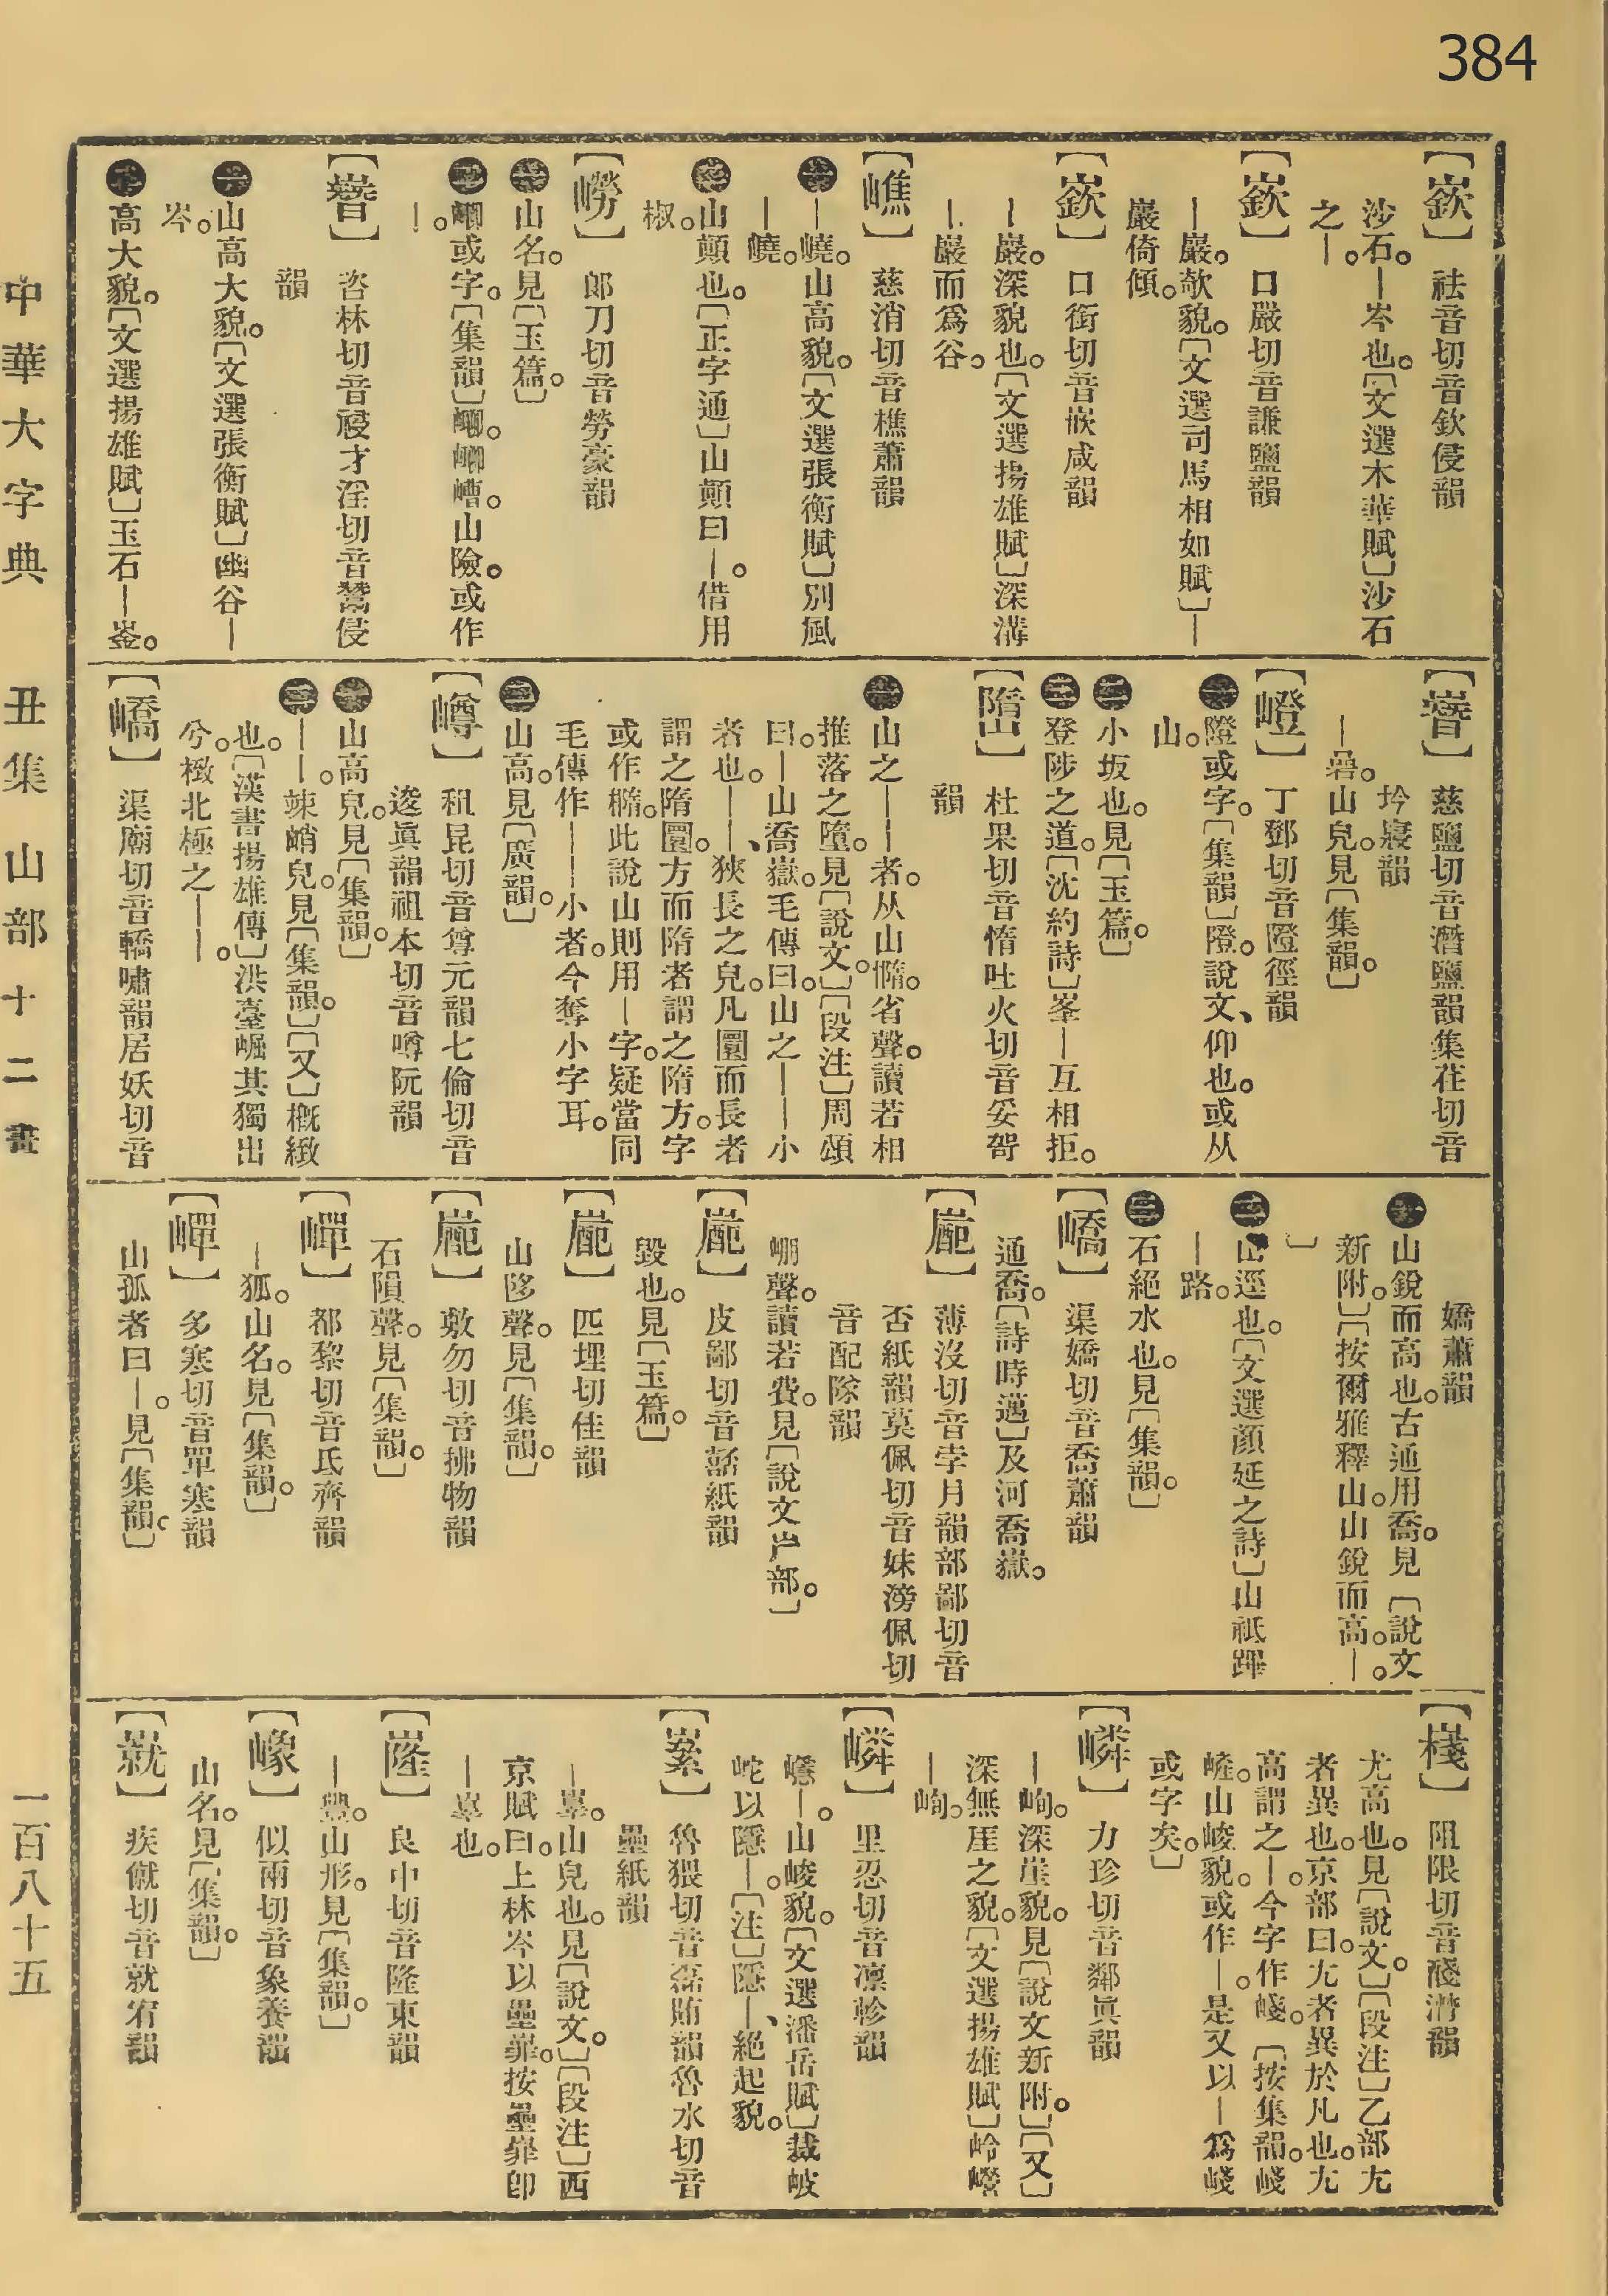 384
【嶔】祛音切音欽侵韻
沙石。｜岑也。〔文選木華賦〕沙石
之｜。
【嶔】口嚴切音謙鹽韻
｜巖。欹貌。〔文選司馬相如賦〕｜
巖倚傾。
【嶔】口銜切音嵌咸韻
｜巖。深貌也。〔文選揚雄賦〕深溝
｜巖而爲谷。
【嶕】慈消切音樵蕭韻
㊀｜嶢。山高貌。〔文選張衡賦〕別風
｜嶢。
㊁山顛也。〔正字通〕山顛曰｜。借用
椒。
【嶗】郎刀切音勞豪韻
㊀山名。見〔玉篇。〕
㊁或字。〔集韻〕嶆。山險。或作
｜。
咨林切音祲才淫切音鬵侵
韻
㊀山高大貌。〔文選張衡賦〕幽谷｜
岑。
㊁高大貌。〔文選揚雄賦〕玉石｜崟。
慈鹽切音潛鹽韻集荏切音
㘱寑韻
｜嵒。山皃。見〔集韻。〕
【嶝】丁鄧切音隥徑韻
㊀隥或字。〔集韻〕隥。說文、仰也。或从
山。
㊁小坂也。見〔玉篇。〕
㊂登陟之道。〔沈約詩〕峯｜互相拒。
【嶞】杜果切音惰吐火切音妥哿
韻
㊀山之｜｜者。从山憜。省聲。讀若相
推落之墮。見〔說文。〕〔段注〕周頌
曰。｜山喬嶽。毛傳曰。山之｜｜小
者也。｜｜、狹長之皃。凡圜而長者
謂之隋圜。方而隋者謂之隋方。字
或作橢。此說山則用｜字。疑當同
毛傳作｜｜小者。今奪小字耳。
㊁山高。見〔廣韻。〕
【嶟】租昆切音尊元韻七倫切音
逡眞韻祖本切音噂阮韻
㊀山高皃。見〔集韻。〕
㊁｜｜。竦峭皃。見〔集韻。〕〔又〕概緻
也。〔漢書揚雄傳〕洪臺崛其獨出
兮。㨖北極之｜｜。
【嶠】渠廟切音轎嘯韻居妖切音
嬌蕭韻
㊀山銳而高也。古通用喬。見〔說文
新附。〕〔按爾雅釋山。山銳而高。｜。
〕
㊁山逕也。〔文選顏延之詩〕山祗蹕
｜路。
㊂石絕水也。見〔集韻。〕
【嶠】渠嬌切音喬蕭韻
通喬。〔詩時邁〕及河喬嶽。
【嶏】薄沒切音孛月韻部鄙切音
否紙韻莫佩切音妹滂佩切
音配隊韻
崩聲。讀若費。見〔說文屵部。〕
【嶏】皮鄙切音嚭紙韻
毀也。見〔玉篇。〕
【嶏】匹埋切佳韻
山陊聲。見〔集韻。〕
【嶏】敷勿切音拂物韻
石隕聲。見〔集韻。〕
【嶀】都黎切音氐齊韻
｜狐。山名。見〔集韻。〕
【嶀】多寒切音單寒韻
山孤者曰｜。見〔集韻。〕
【嶘】阻限切音醆潸韻
尤高也。見〔說文。〕〔段注〕乙部尤
者異也。京部曰。尤者異於凡也。尤
高謂之｜。今字作嶘。〔按集韻。嶘
嵼。山峻貌。或作｜。是又以｜爲嶘
或字矣。〕
【嶙】力珍切音鄰眞韻
｜峋。深崖貌。見〔說文新附。〕〔又〕
深無厓之貌。〔文選揚雄賦〕岭巆
｜峋。
【嶙】里忍切音凛軫韻
㠥｜。山峻貌。〔文選潘岳賦〕裁岥
岮以隱｜。〔注〕隱｜、絕起貌。
【㠥】魯猥切音磊賄韻魯水切音
壘紙韻
｜辠。山皃也。見〔說文。〕〔段注〕西
京賦曰。上林岑以壘嶵。按壘嶵卽
｜辠也。
【嶐】良中切音隆東韻
｜豐。山形。見〔集韻。〕
【嶑】似兩切音象養韻
山名。見〔集韻。〕
【嶯】疾僦切音就宥韻
中華大字典　丑集　山部十二畫　一百八十五